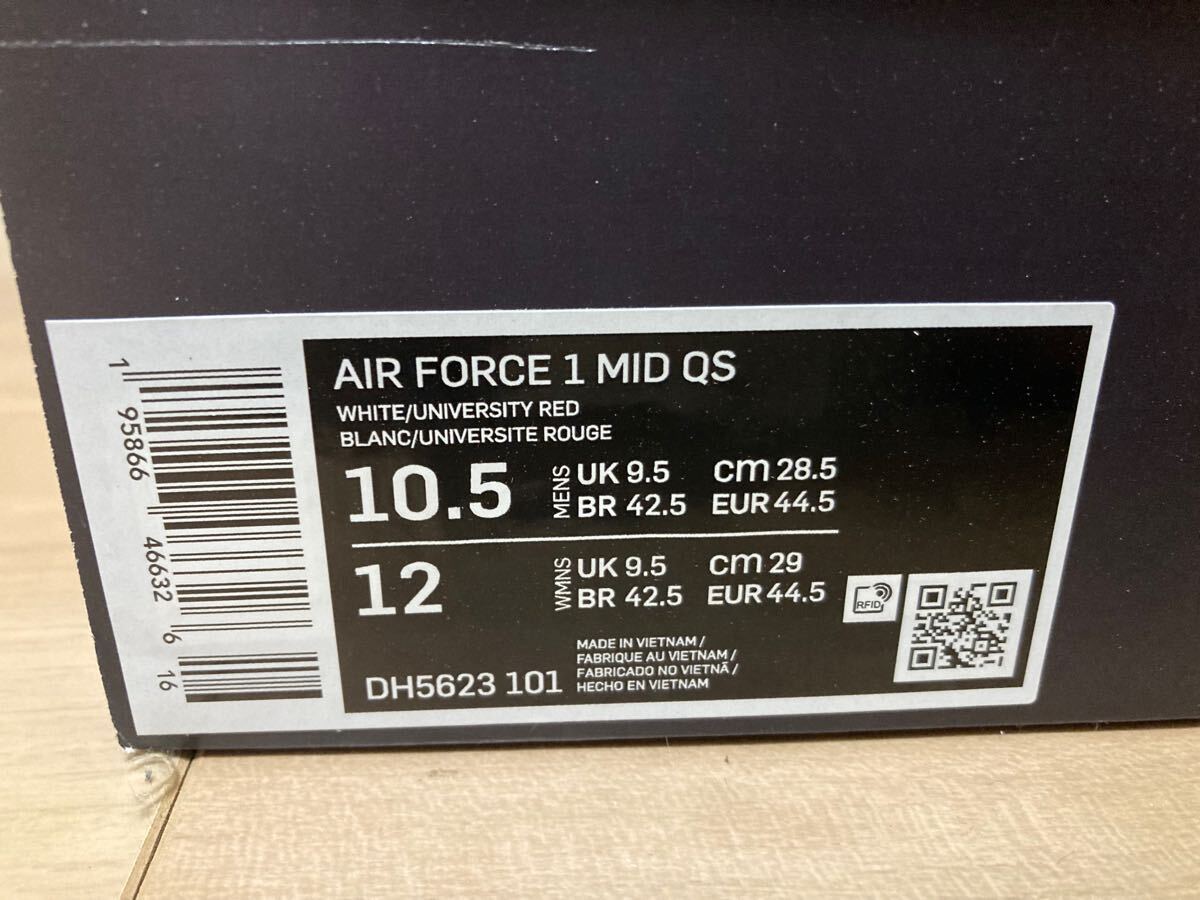 AIR FORCE 1 MID QS
WHITE/UNIVERSITY RED
BLANC/UNIVERSITE ROUGE
10.5 MENS UK 9.5 cm 28.5
BR 42.5 EUR 44.5
12 WMNS UK 9.5 cm 29
BR 42.5 EUR 44.5
RFID
DH5623 101
MADE IN VIETNAM /
FABRIQUE AU VIETNAM /
FABRICADO NO VIETNÃ /
HECHO EN VIETNAM
1 95866 46632 6 16